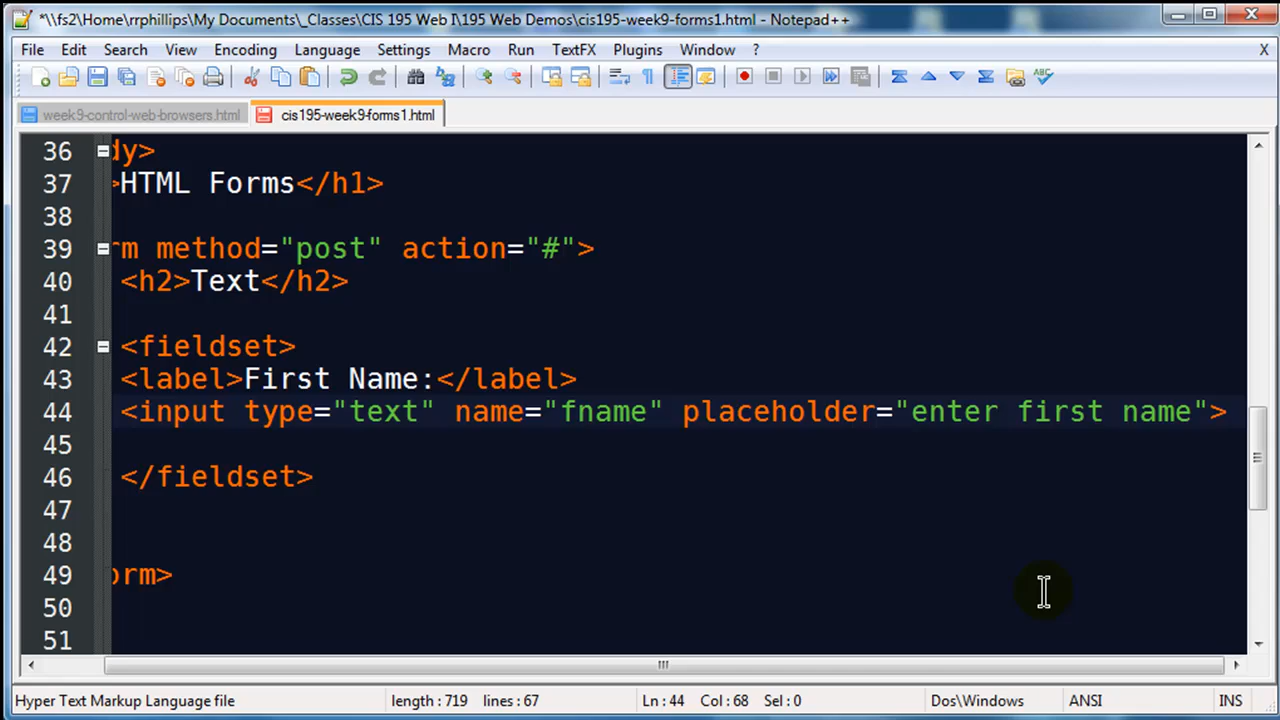 *\\fs2\Home\rrphillips\My Documents\_Classes\CIS 195 Web I\195 Web Demos\cis195-week9-forms1.html - Notepad++
File Edit Search View Encoding Language Settings Macro Run TextFX Plugins Window ? X
week9-control-web-browsers.html cis195-week9-forms1.html
36 dy>
37 >HTML Forms</h1>
38
39 rm method="post" action="#">
40 <h2>Text</h2>
41
42 <fieldset>
43 <label>First Name:</label>
44 <input type="text" name="fname" placeholder="enter first name">
45
46 </fieldset>
47
48
49 orm>
50
51
Hyper Text Markup Language file length : 719 lines : 67 Ln : 44 Col : 68 Sel : 0 Dos\Windows ANSI INS